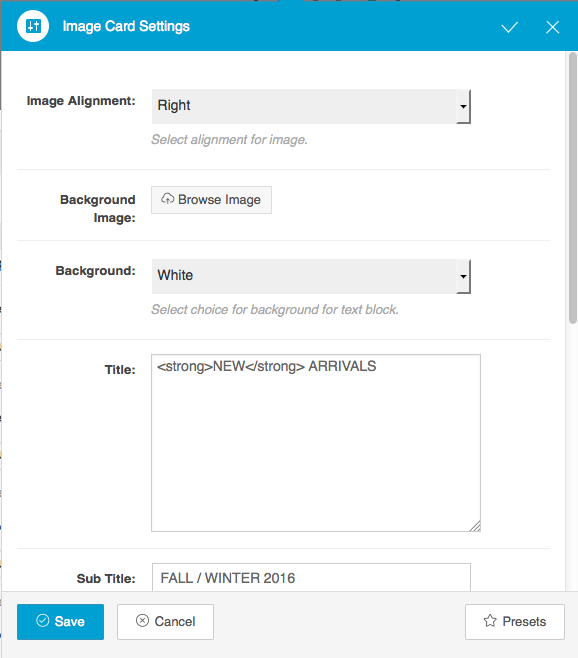 Image Card Settings
Image Alignment:
Right
Select alignment for image.
Background
Image:
Browse Image
Background:
White
Select choice for background for text block.
Title:
<strong>NEW</strong> ARRIVALS
Sub Title:
FALL / WINTER 2016
Save
Cancel
Presets